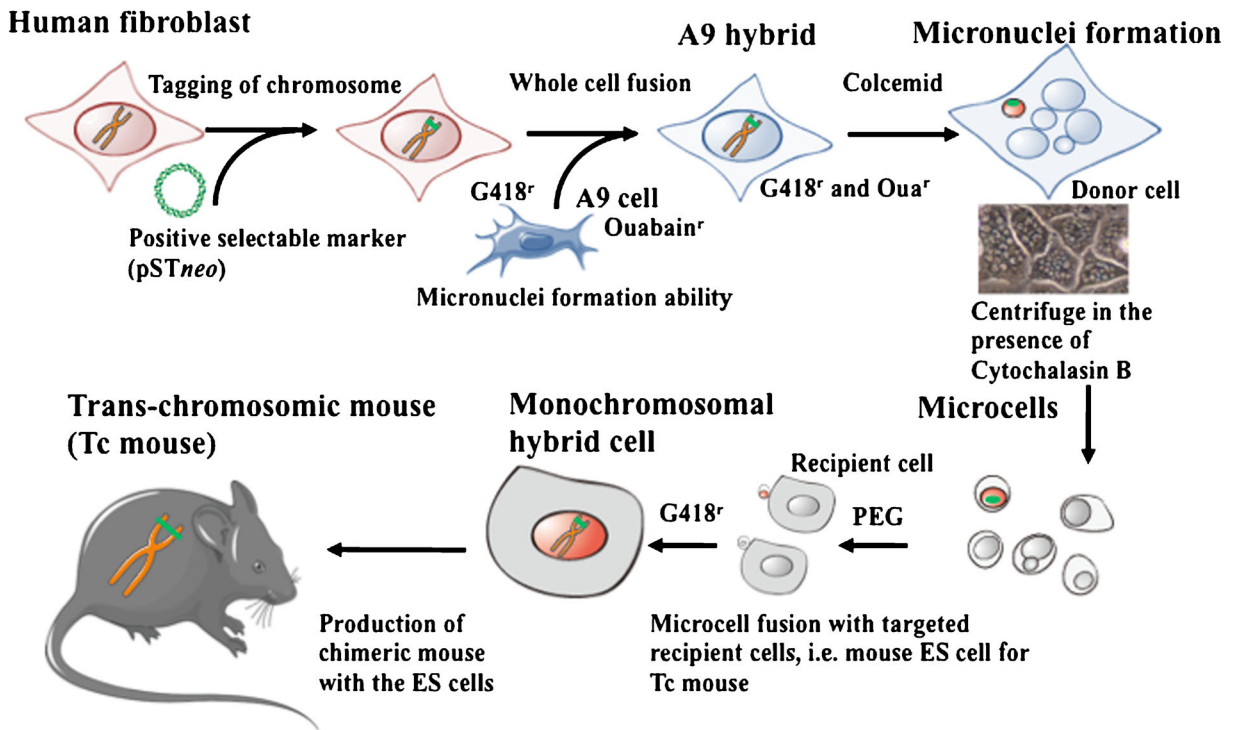 Human fibroblast
Tagging of chromosome
Positive selectable marker
(pSTneo)
Whole cell fusion
G418ʳ
A9 cell
Ouabainʳ
Micronuclei formation ability
A9 hybrid
G418ʳ and Ouaʳ
Colcemid
Micronuclei formation
Donor cell
Centrifuge in the
presence of
Cytochalasin B
Microcells
PEG
Recipient cell
Microcell fusion with targeted
recipient cells, i.e. mouse ES cell for
Tc mouse
G418ʳ
Monochromosomal
hybrid cell
Production of
chimeric mouse
with the ES cells
Trans-chromosomic mouse
(Tc mouse)